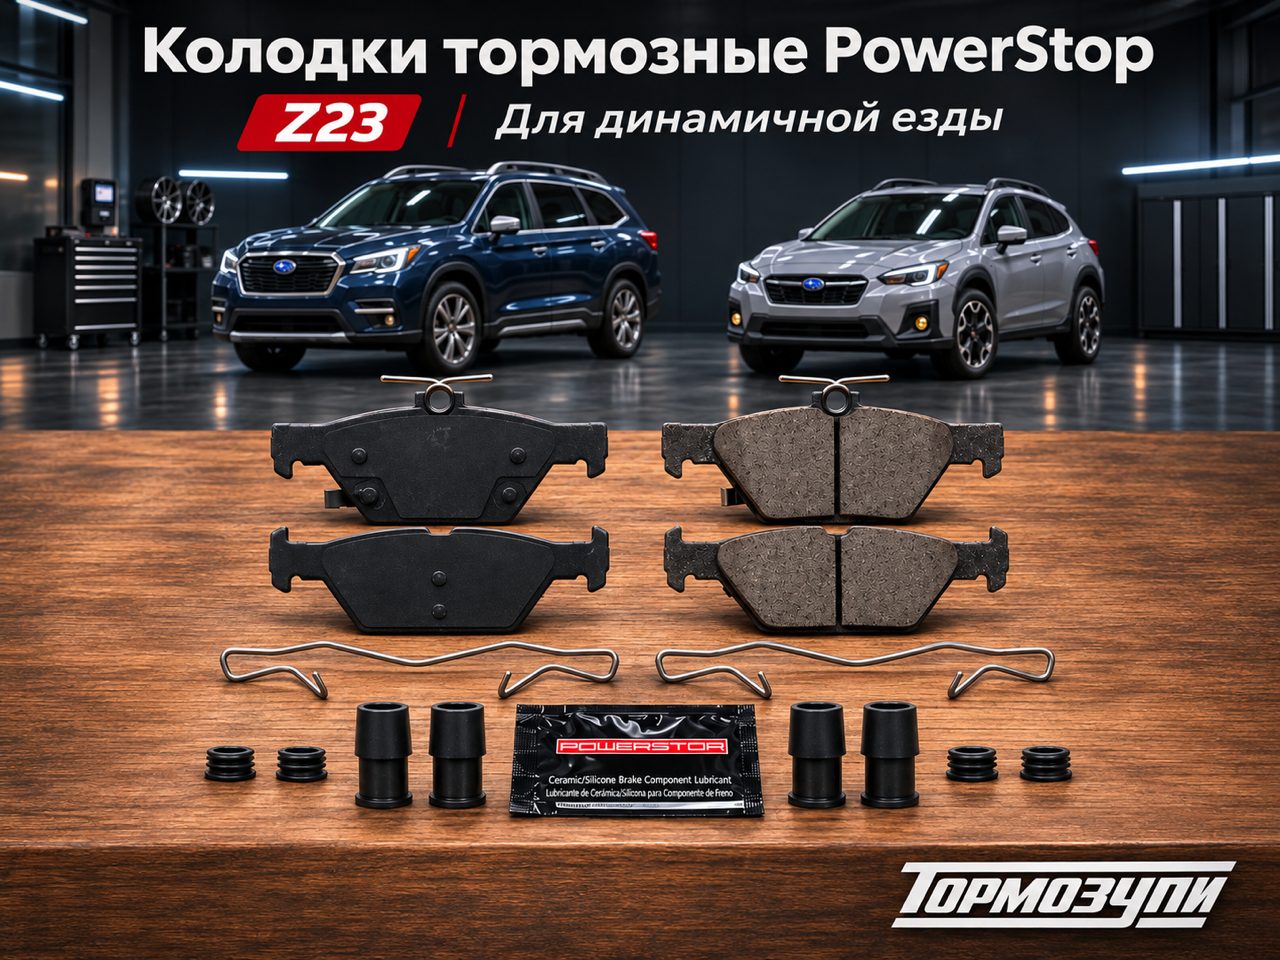 Колодки тормозные PowerStop
Z23
Для динамичной езды
POWERSTOR
Ceramic/Silicone Brake Component Lubricant
Lubricante de Cerámica/Silicona para Componente de Freno
ТОРМОЗУПИ